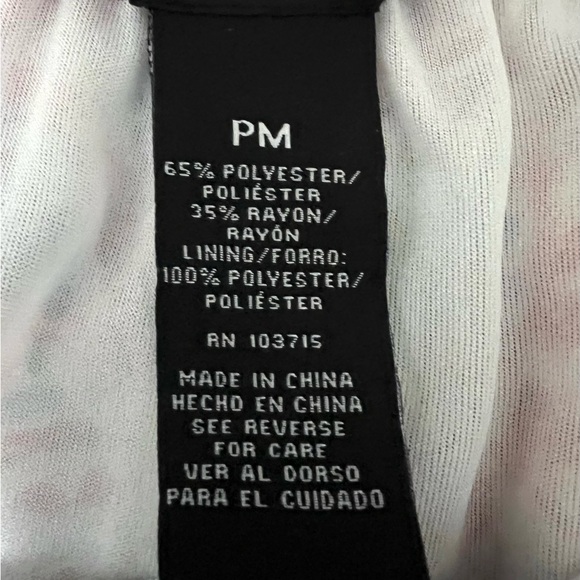 PM
65% POLYESTER/
POLIÉSTER
35% RAYON/
RAYÓN
LINING/FORRO:
100% POLYESTER/
POLIÉSTER
RN 103715
MADE IN CHINA
HECHO EN CHINA
SEE REVERSE
FOR CARE
VER AL DORSO
PARA EL CUIDADO